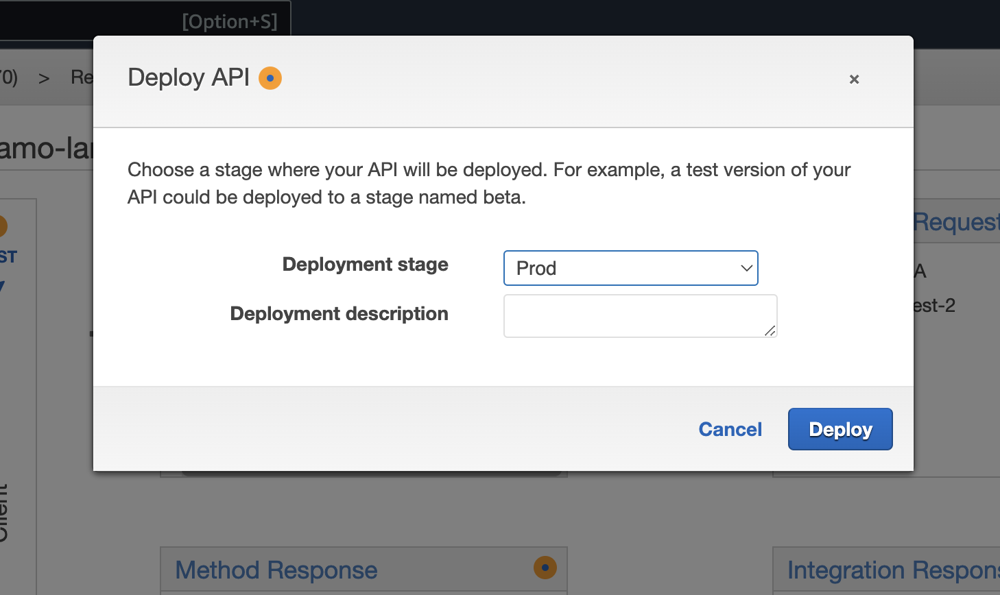 [Option+S]
> Re
Deploy API
×
Choose a stage where your API will be deployed. For example, a test version of your
API could be deployed to a stage named beta.
Deployment stage
Prod
Deployment description
Cancel
Deploy
amo-lar
ST
Request
A
est-2
Client
Method Response
Integration Respons